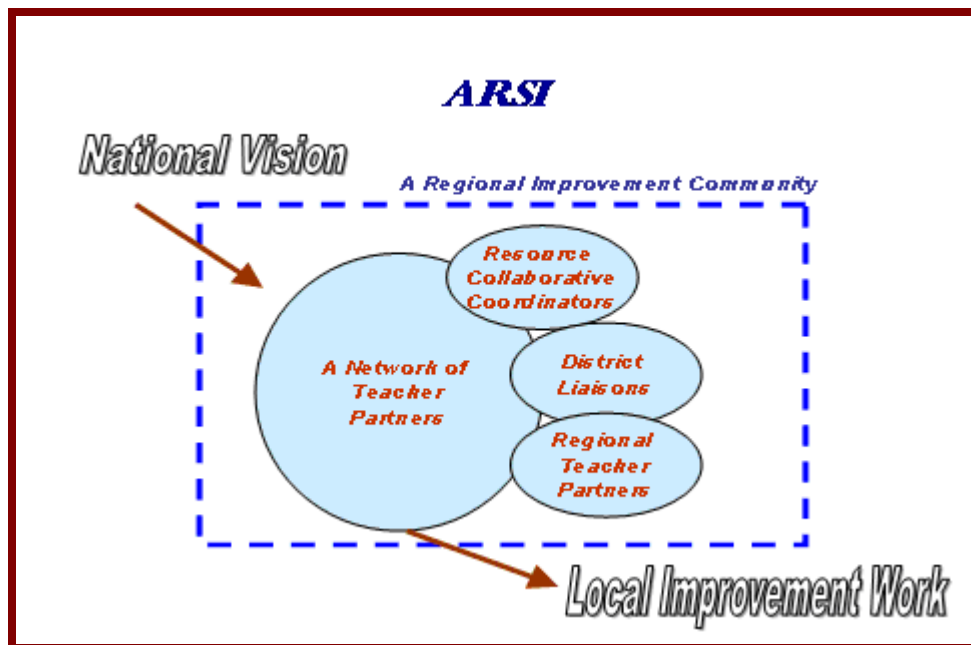 ARSI
National Vision
A Regional Improvement Community
Resource
Collaborative
Coordinators
A Network of
Teacher
Partners
District
Liaisons
Regional
Teacher
Partners
Local Improvement Work